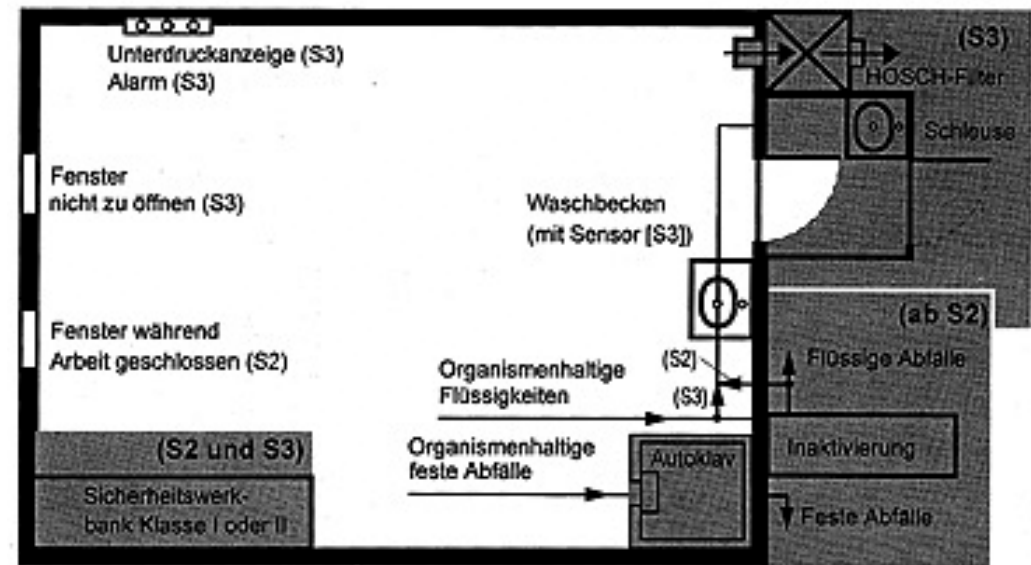 Unterdruckanzeige (S3)
Alarm (S3)
(S3)
HOSCH-Filter
Schleuse
Fenster
nicht zu öffnen (S3)
Waschbecken
(mit Sensor [S3])
Fenster während
Arbeit geschlossen (S2)
(ab S2)
Organismenhaltige
Flüssigkeiten
(S2)
(S3)
Flüssige Abfälle
(S2 und S3)
Organismenhaltige
feste Abfälle
Autoklav
Inaktivierung
Sicherheitswerk-
bank Klasse I oder II
Feste Abfälle